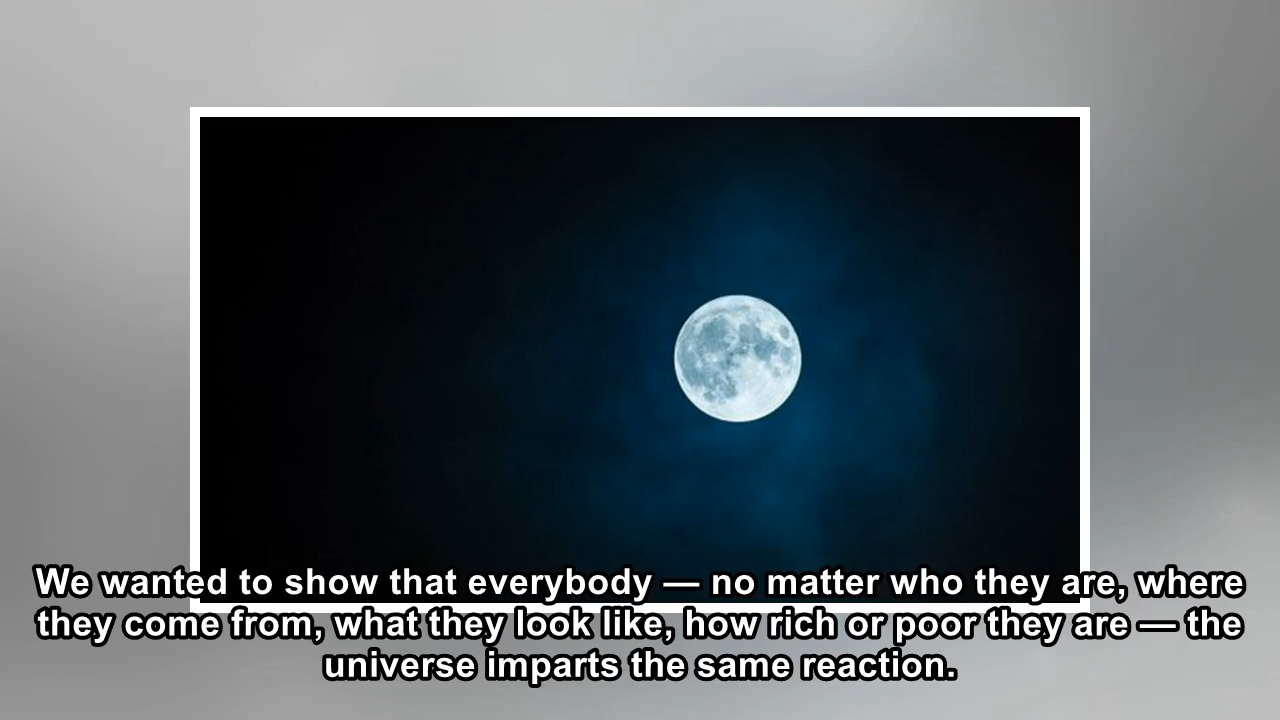 We wanted to show that everybody — no matter who they are, where
they come from, what they look like, how rich or poor they are — the
universe imparts the same reaction.